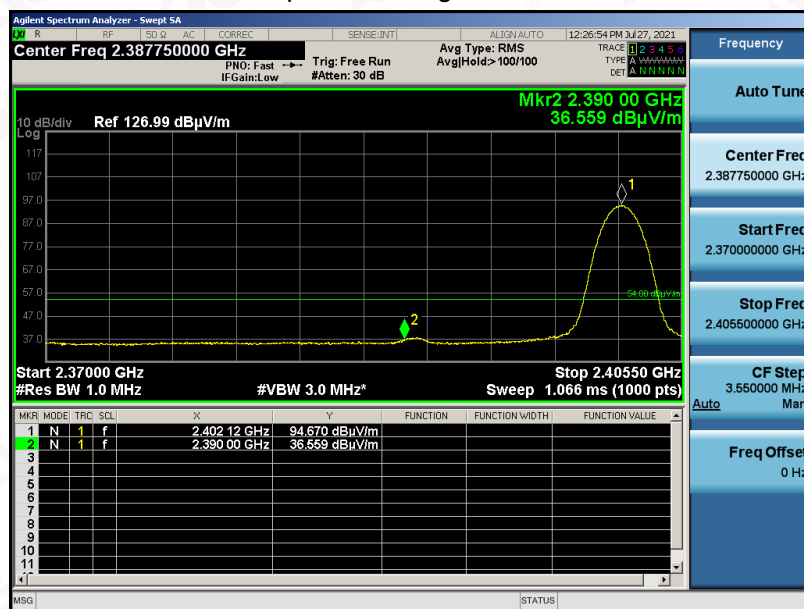 Agilent Spectrum Analyzer - Swept SA
LXI R RF 50 Ω AC CORREC SENSE:INT ALIGN AUTO 12:26:54 PM Jul 27, 2021
Center Freq 2.387750000 GHz
PNO: Fast
IFGain:Low
Trig: Free Run
#Atten: 30 dB
Avg Type: RMS
Avg|Hold:>100/100
TRACE 1 2 3 4 5 6
TYPE A WWWWW
DET A N N N N N
Mkr2 2.390 00 GHz
36.559 dBµV/m
10 dB/div Ref 126.99 dBµV/m
Log
117
107
97.0
87.0
77.0
67.0
57.0
47.0
37.0
1
54.00 dBµV/m
2
Start 2.37000 GHz Stop 2.40550 GHz
#Res BW 1.0 MHz #VBW 3.0 MHz* Sweep 1.066 ms (1000 pts)
MKR MODE TRC SCL X Y FUNCTION FUNCTION WIDTH FUNCTION VALUE
1 N 1 f 2.402 12 GHz 94.670 dBµV/m
2 N 1 f 2.390 00 GHz 36.559 dBµV/m
3
4
5
6
7
8
9
10
11
MSG STATUS
Frequency
Auto Tune
Center Freq
2.387750000 GHz
Start Freq
2.370000000 GHz
Stop Freq
2.405500000 GHz
CF Step
3.550000 MHz
Auto Man
Freq Offset
0 Hz